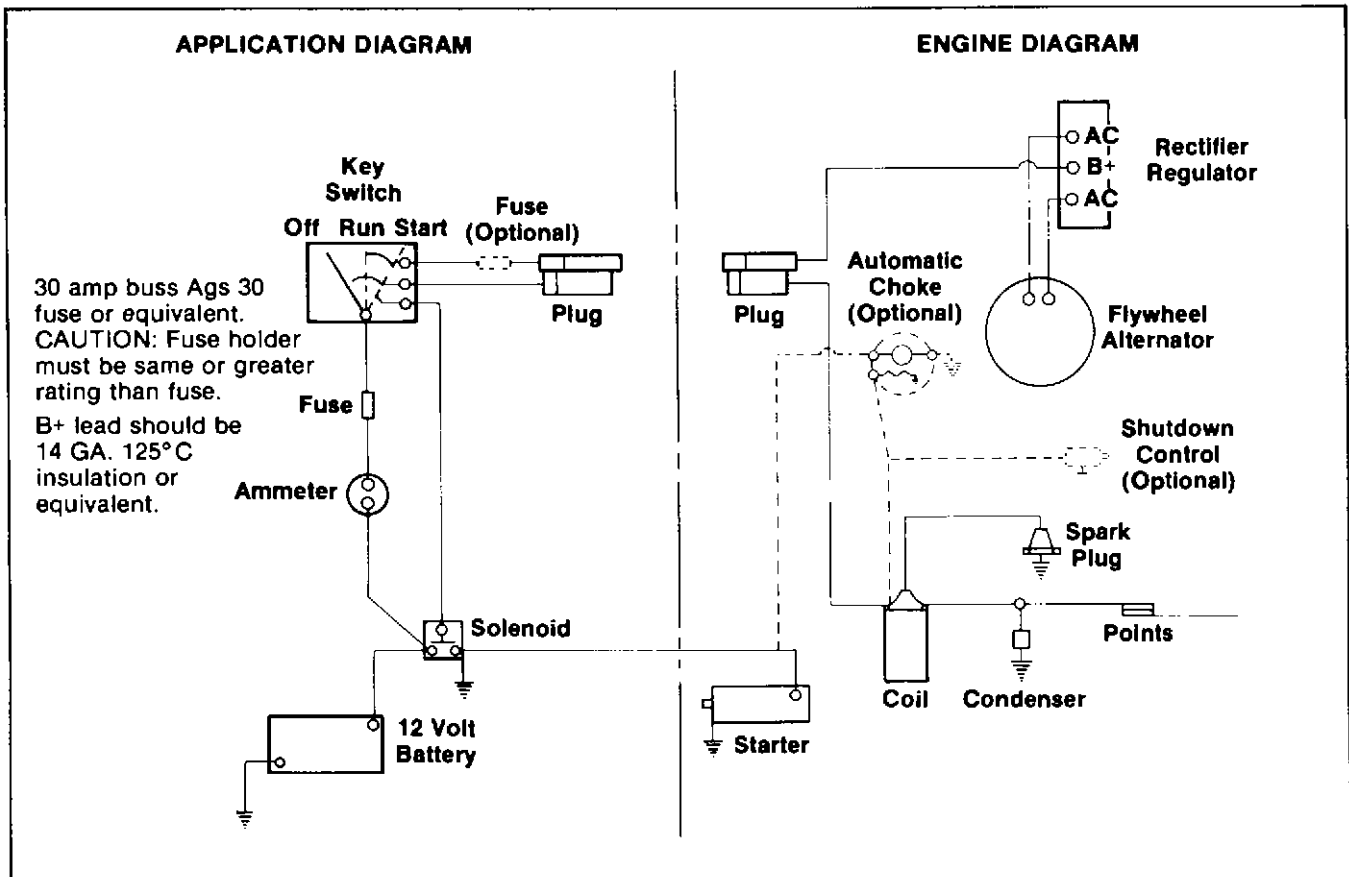 APPLICATION DIAGRAM
ENGINE DIAGRAM
Key
Switch
Off Run Start
Fuse
(Optional)
Plug
30 amp buss Ags 30
fuse or equivalent.
CAUTION: Fuse holder
must be same or greater
rating than fuse.
B+ lead should be
14 GA. 125°C
insulation or
equivalent.
Fuse
Ammeter
Solenoid
12 Volt
Battery
AC
B+
AC
Rectifier
Regulator
Plug
Automatic
Choke
(Optional)
Flywheel
Alternator
Shutdown
Control
(Optional)
Spark
Plug
Points
Coil
Condenser
Starter